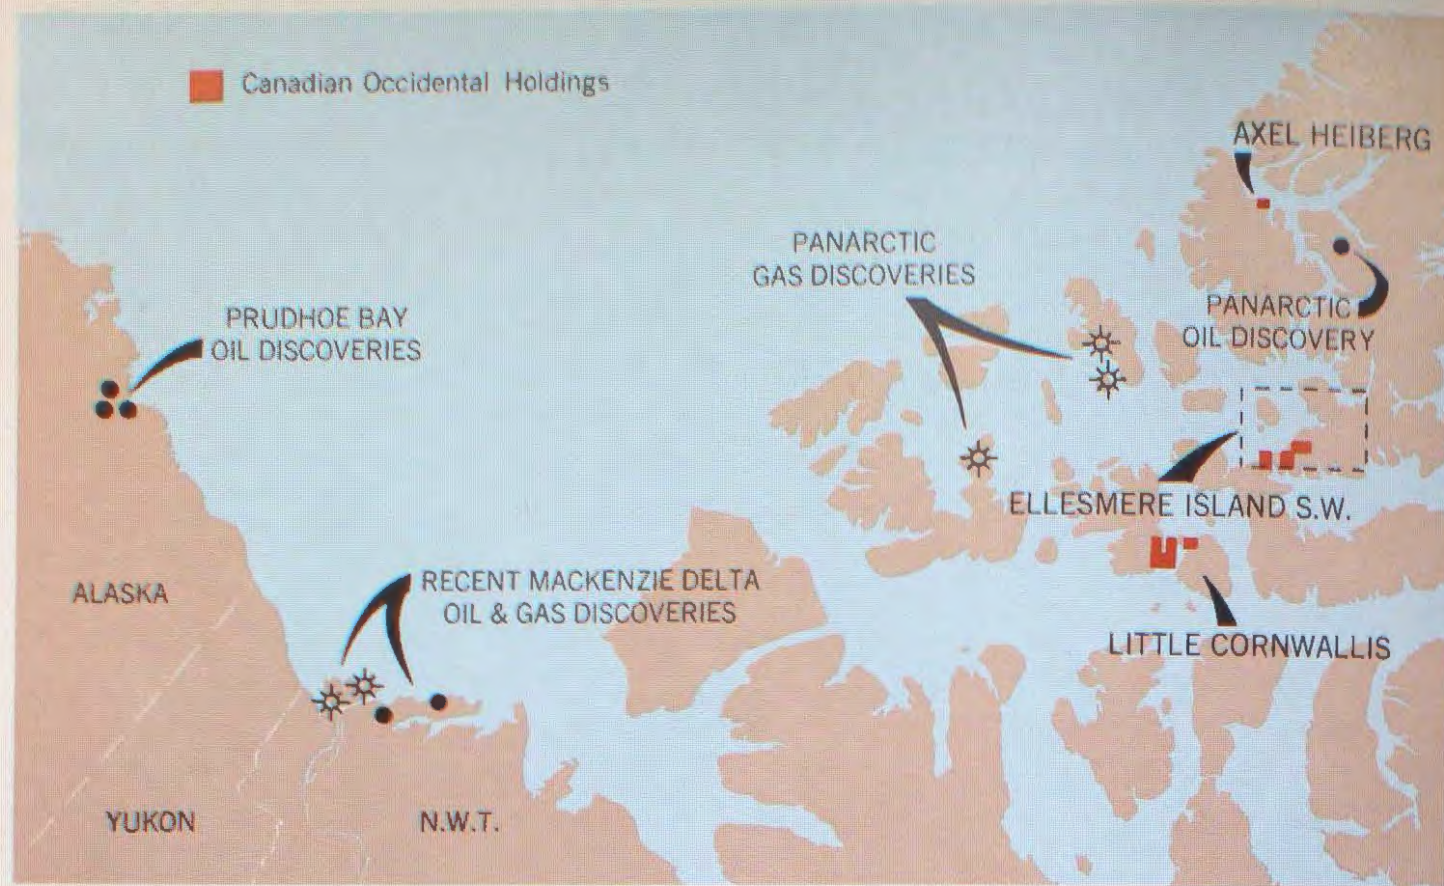 Canadian Occidental Holdings
AXEL HEIBERG
PANARCTIC
GAS DISCOVERIES
PANARCTIC
OIL DISCOVERY
PRUDHOE BAY
OIL DISCOVERIES
ELLESMERE ISLAND S.W.
ALASKA
RECENT MACKENZIE DELTA
OIL & GAS DISCOVERIES
LITTLE CORNWALLIS
YUKON
N.W.T.